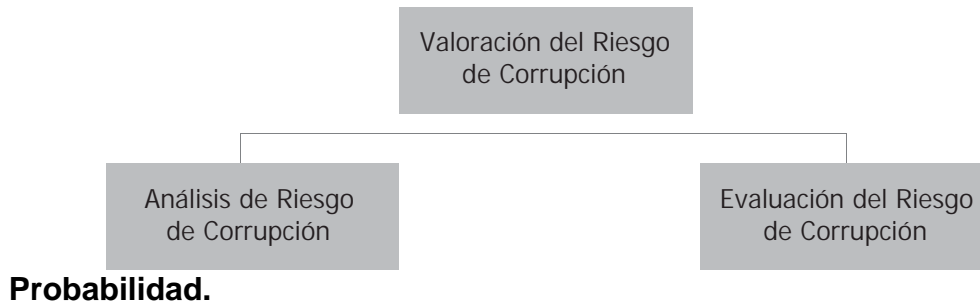 Valoración del Riesgo
de Corrupción
Análisis de Riesgo
de Corrupción
Evaluación del Riesgo
de Corrupción
Probabilidad.